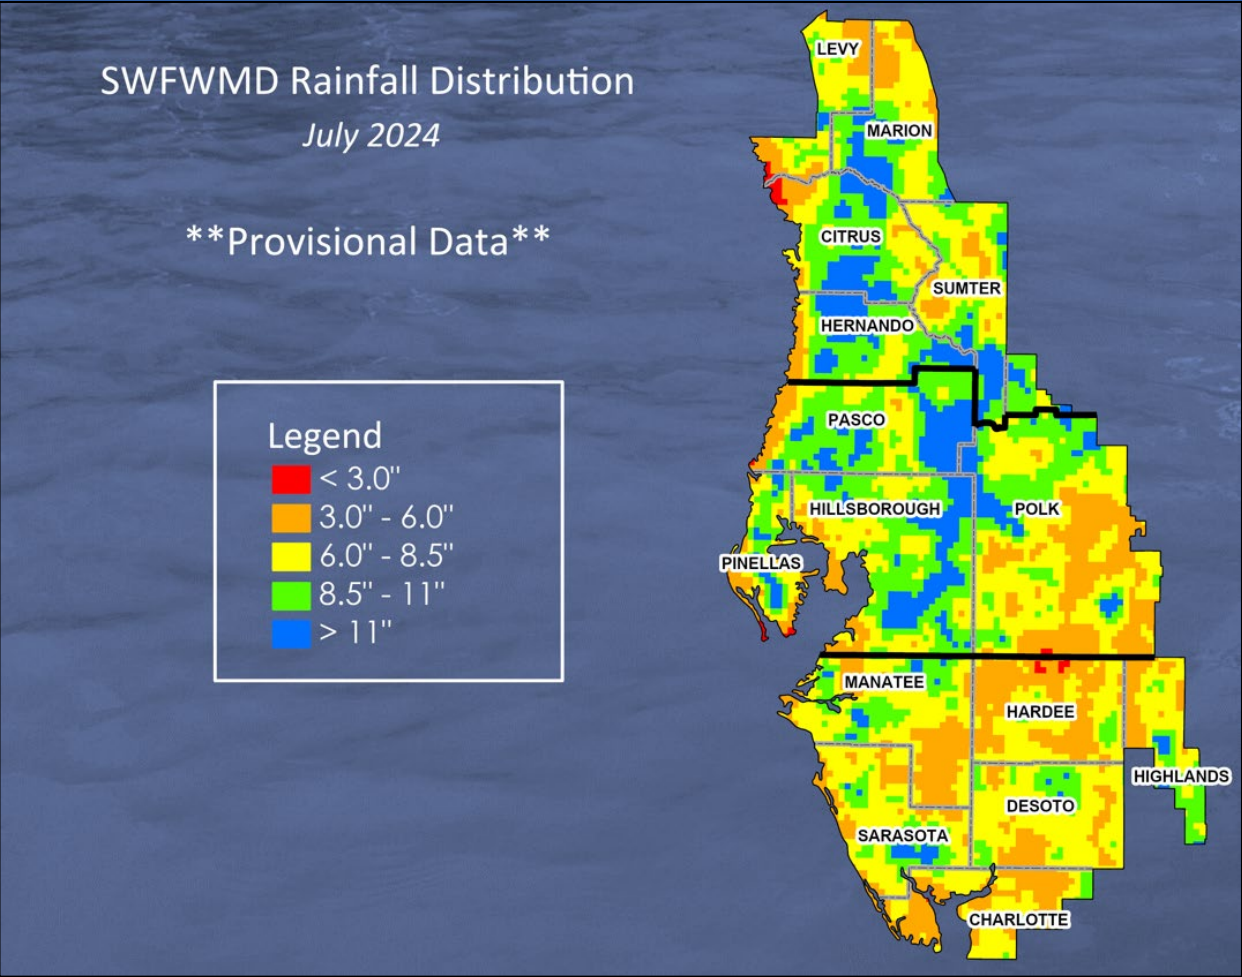 SWFWMD Rainfall Distribution
July 2024
**Provisional Data**
Legend
< 3.0"
3.0" - 6.0"
6.0" - 8.5"
8.5" - 11"
> 11"
LEVY
MARION
CITRUS
SUMTER
HERNANDO
PASCO
HILLSBOROUGH
POLK
PINELLAS
MANATEE
HARDEE
HIGHLANDS
DESOTO
SARASOTA
CHARLOTTE